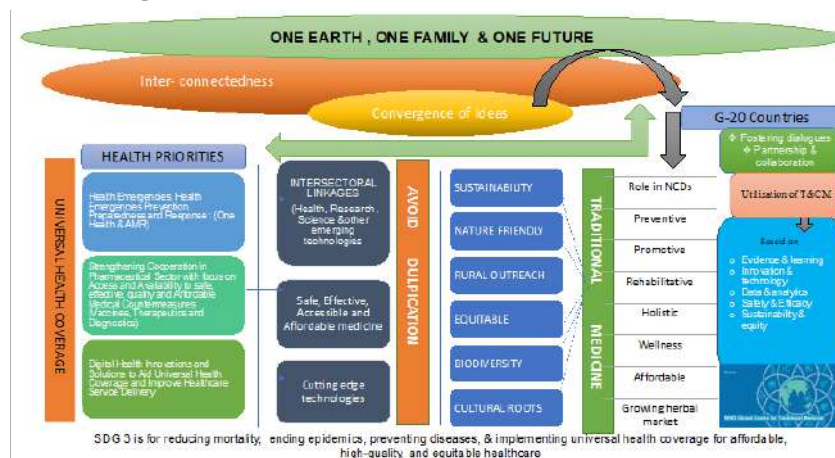 ONE EARTH , ONE FAMILY & ONE FUTURE
Inter- connectedness
Convergence of ideas
G-20 Countries
❖ Fostering dialogues
❖ Partnership &
collaboration
Utilization of T&CM
Based on
o Evidence & learning
o Innovation &
technology
o Data & analytics
o Safety & Efficacy
o Sustainability &
equity
UNIVERSAL HEALTH COVERAGE
HEALTH PRIORITIES
Health Emergencies, Health
Emergencies Prevention
Preparedness and Response : (One
Health & AMR)
Strengthening Cooperation in
Pharmaceutical Sector with focus on
Access and Availability to safe,
effective, quality and Affordable
Medical Countermeasures
Diagnostics)
Digital Health Innovations and
Solutions to Aid Universal Health
Coverage and Improve Healthcare
Service Delivery
INTERSECTORAL
LINKAGES
(Health, Research,
Science &other
emerging
technologies
Safe, Effective,
Accessible and
Affordable medicine
Cutting edge
technologies
AVOID DULPICATION
SUSTAINABILITY
NATURE FRIENDLY
RURAL OUTREACH
EQUITABLE
BIODIVERSITY
CULTURAL ROOTS
TRADITIONAL MEDICINE
Role in NCDs
Preventive
Promotive
Rehabilitative
Holistic
Wellness
Affordable
Growing herbal
market
SDG 3 is for reducing mortality, ending epidemics, preventing diseases, & implementing universal health coverage for affordable,
high-quality, and equitable healthcare